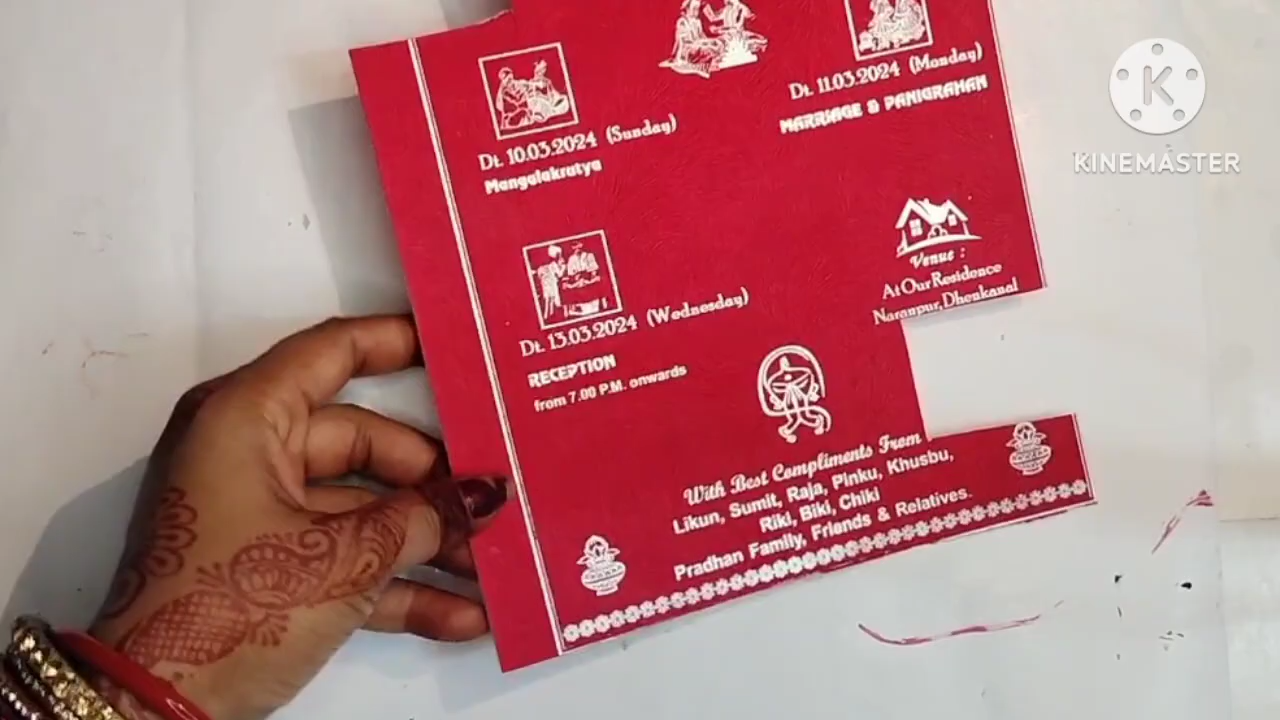 Dt. 10.03.2024 (Sunday)
Mangalakrutya
Dt. 11.03.2024 (Monday)
MARRIAGE & PANIGRAHAN
Dt. 13.03.2024 (Wednesday)
RECEPTION
from 7.00 P.M. onwards
Venue :
At Our Residence
Naranpur, Dhenkanal
With Best Compliments From
Likun, Sumit, Raja, Pinku, Khusbu,
Riki, Biki, Chiki
Pradhan Family, Friends & Relatives.
K
KINEMASTER